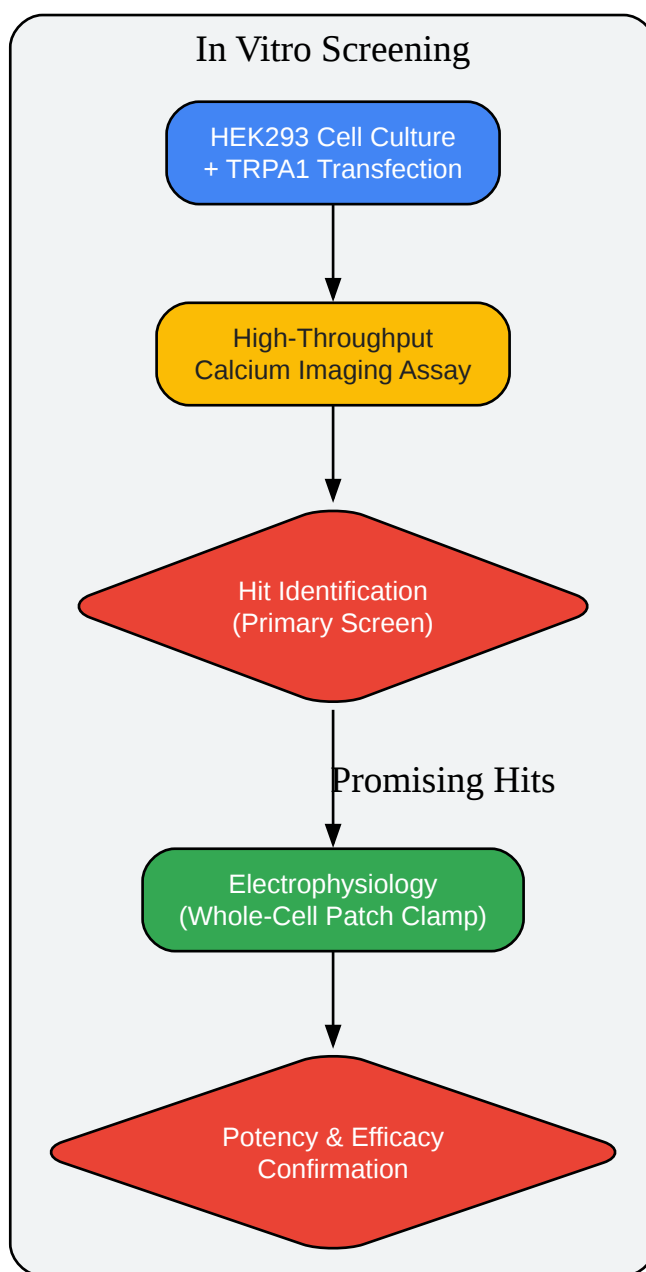 In Vitro Screening
HEK293 Cell Culture
+ TRPA1 Transfection
High-Throughput
Calcium Imaging Assay
Hit Identification
(Primary Screen)
Promising Hits
Electrophysiology
(Whole-Cell Patch Clamp)
Potency & Efficacy
Confirmation